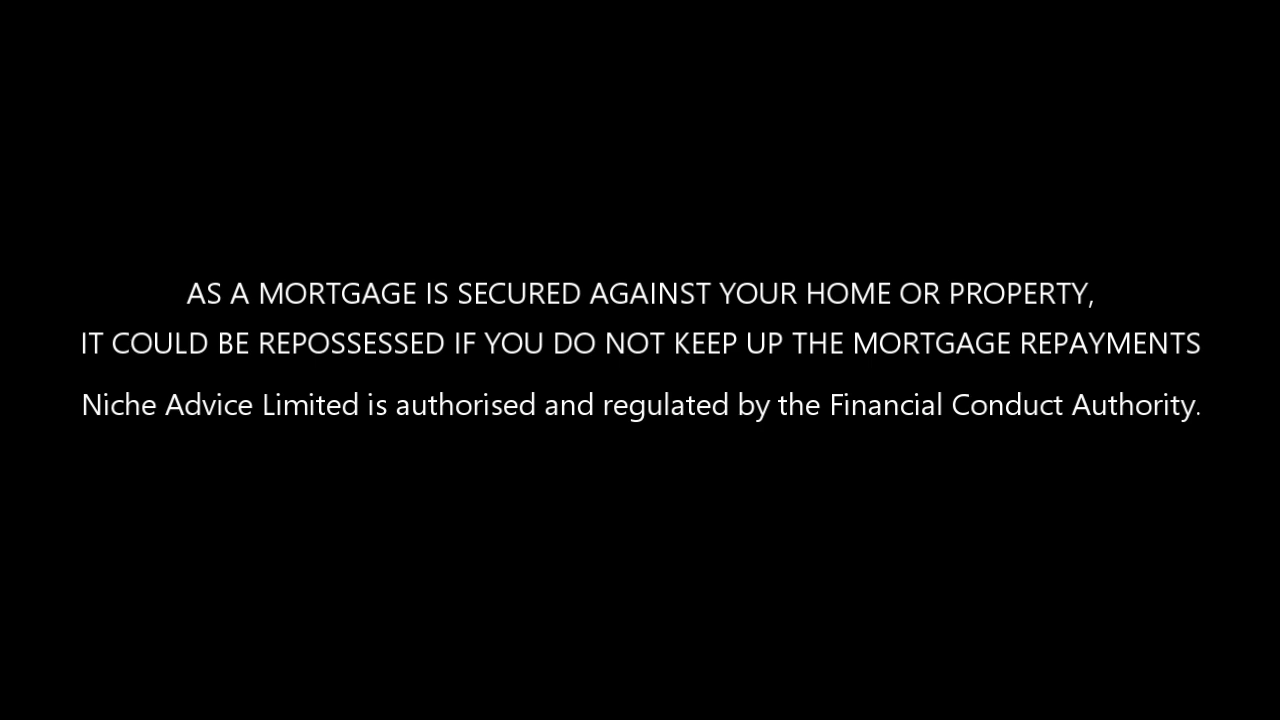 AS A MORTGAGE IS SECURED AGAINST YOUR HOME OR PROPERTY,
IT COULD BE REPOSSESSED IF YOU DO NOT KEEP UP THE MORTGAGE REPAYMENTS
Niche Advice Limited is authorised and regulated by the Financial Conduct Authority.